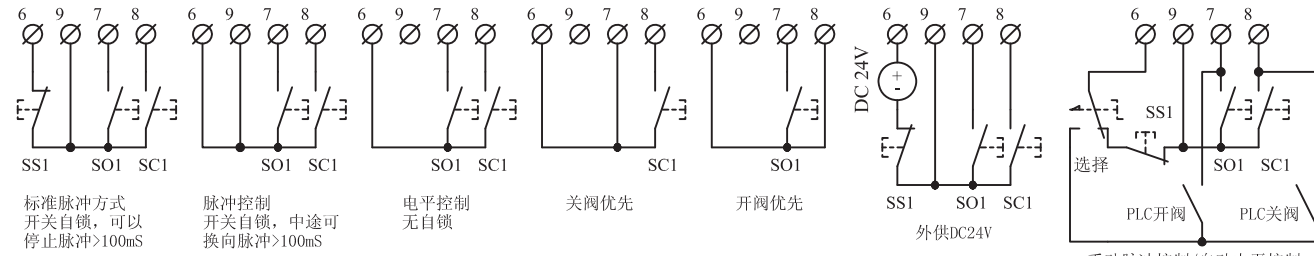 6 9 7 8
6 9 7 8
6 9 7 8
6 9 7 8
6 9 7 8
6 9 7 8
6 9 7 8
SS1 SO1 SC1
标准脉冲方式
开关自锁，可以
停止脉冲>100mS
SO1 SC1
脉冲控制
开关自锁，中途可
换向脉冲>100mS
SO1 SC1
电平控制
无自锁
SC1
关阀优先
SO1
开阀优先
DC 24V
+
-
SS1 SO1 SC1
外供DC24V
SS1
选择
SO1 SC1
PLC开阀
PLC关阀